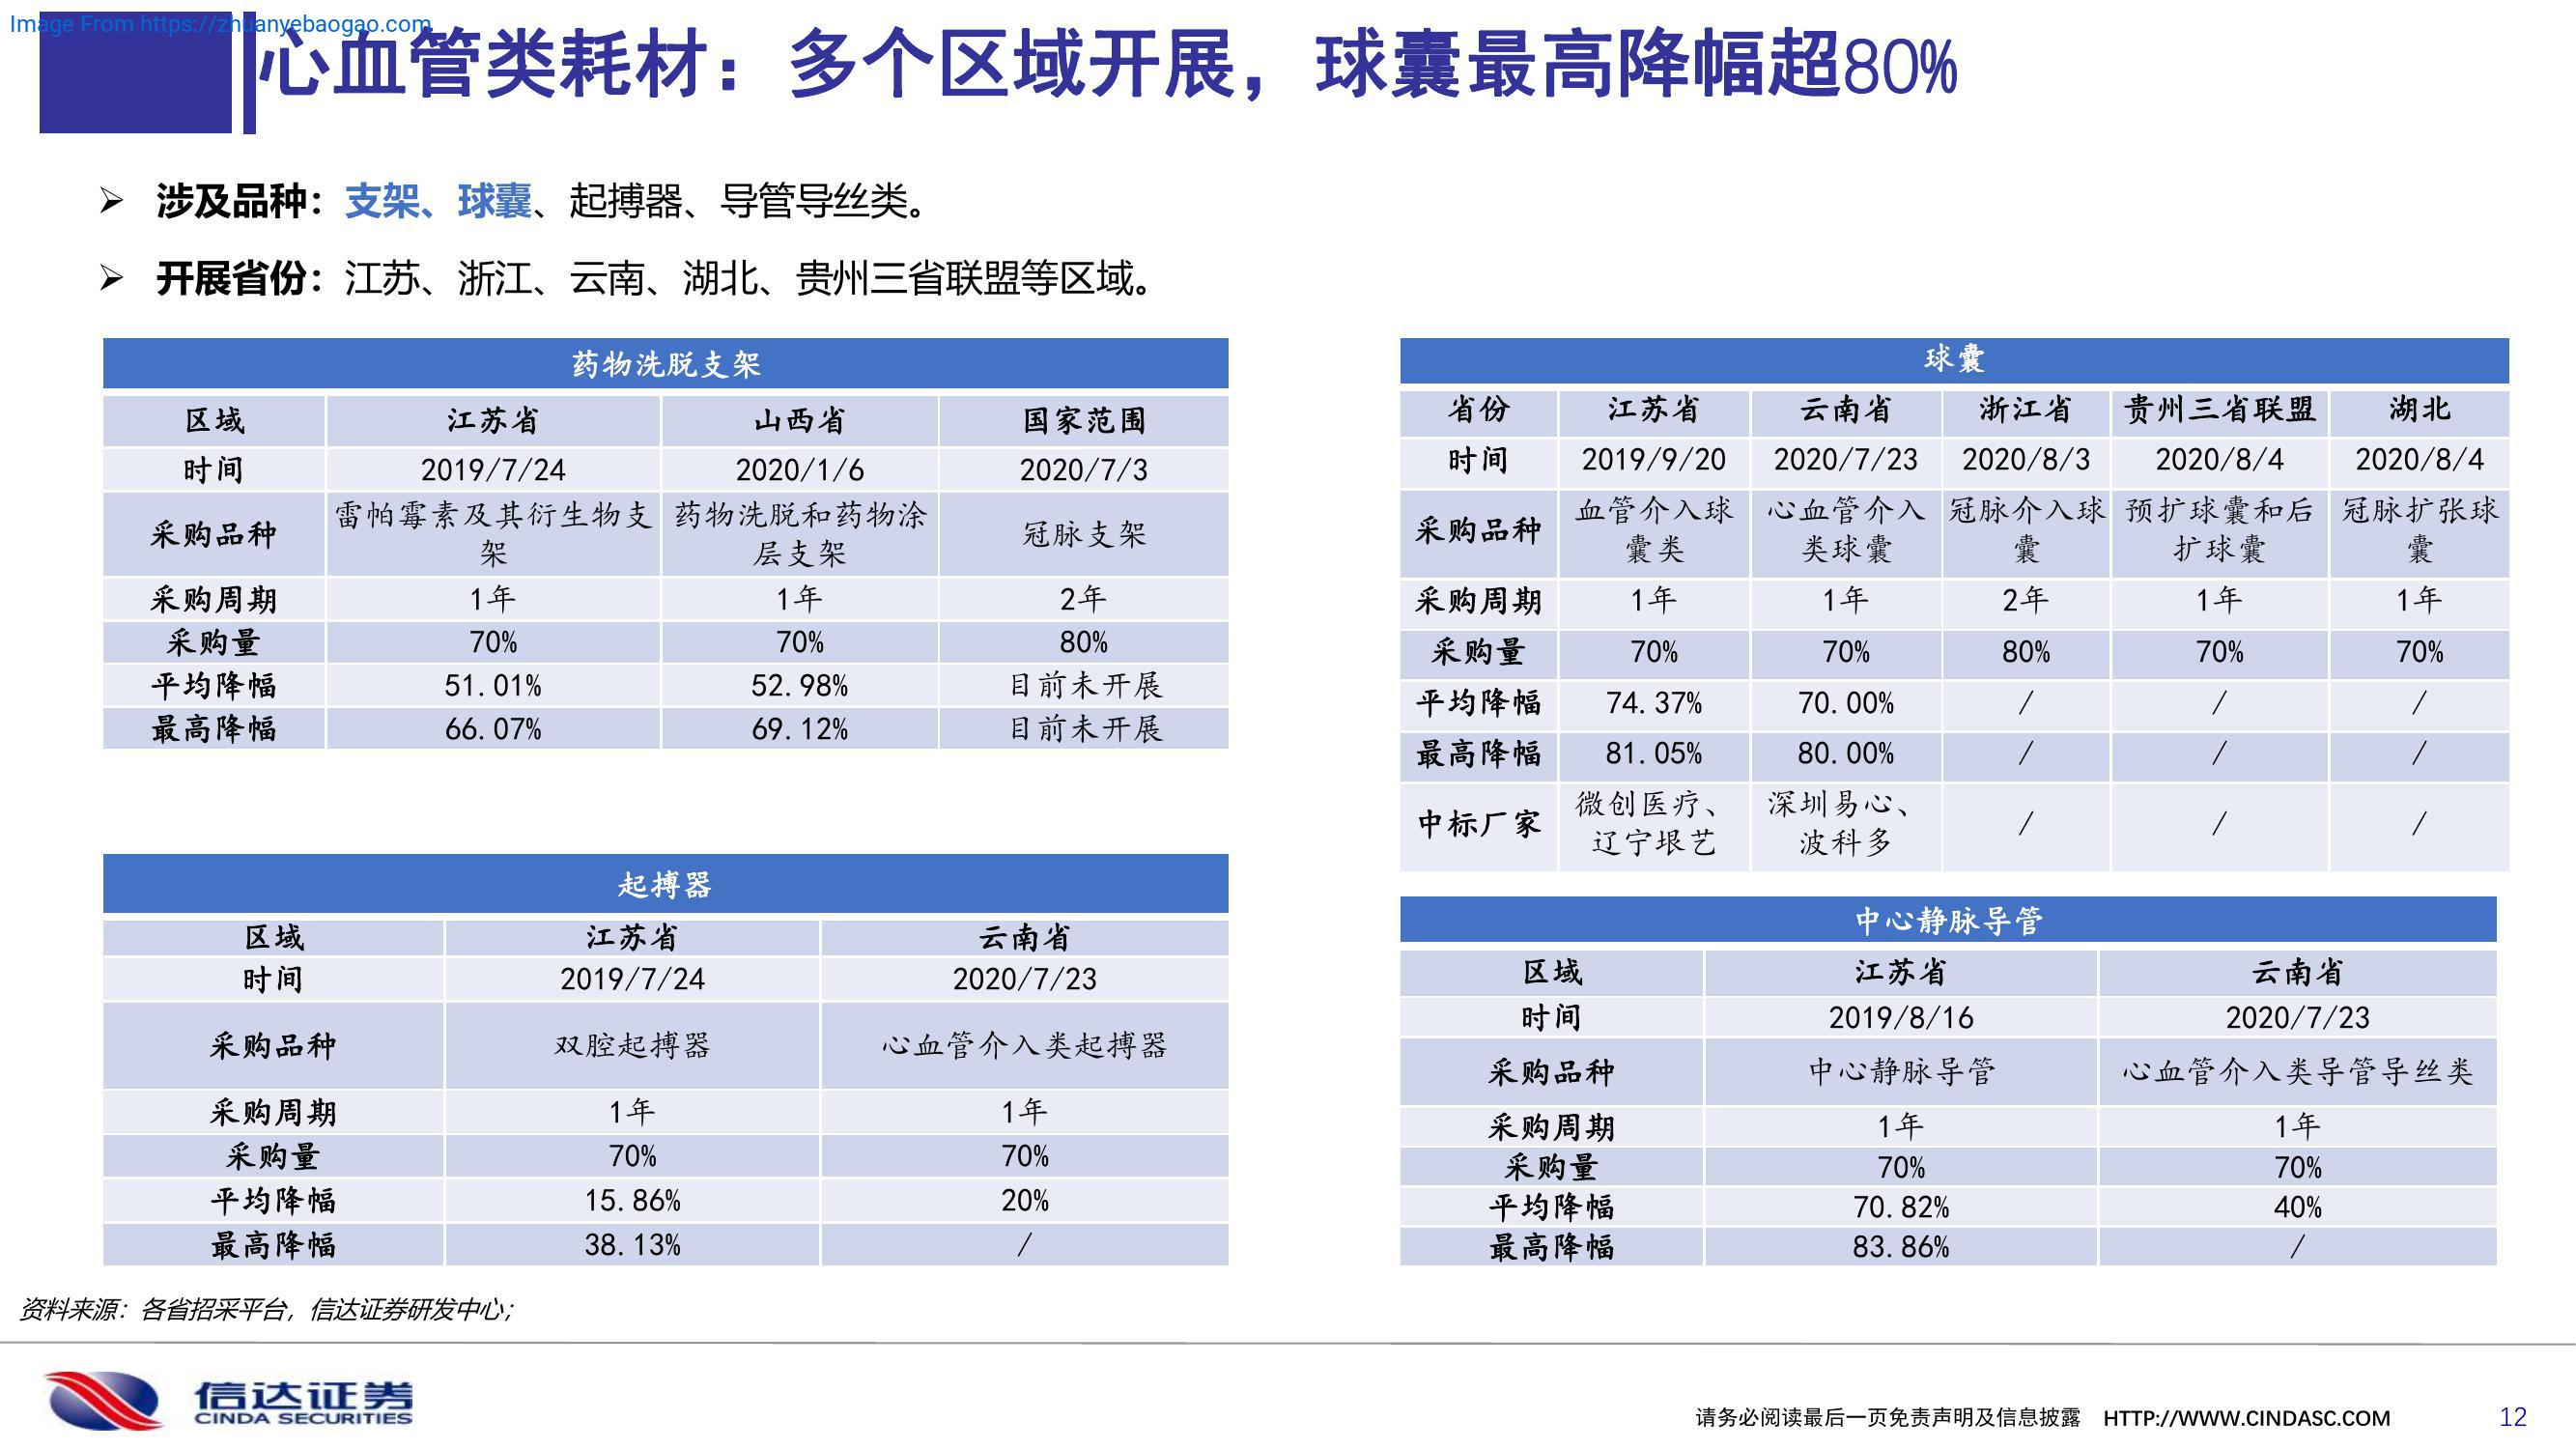 Image From https://zhuanyebaogao.com
心血管类耗材：多个区域开展，球囊最高降幅超80%
➢ 涉及品种：支架、球囊、起搏器、导管导丝类。
➢ 开展省份：江苏、浙江、云南、湖北、贵州三省联盟等区域。
药物洗脱支架
区域 江苏省 山西省 国家范围
时间 2019/7/24 2020/1/6 2020/7/3
采购品种 雷帕霉素及其衍生物支架 药物洗脱和药物涂层支架 冠脉支架
采购周期 1年 1年 2年
采购量 70% 70% 80%
平均降幅 51.01% 52.98% 目前未开展
最高降幅 66.07% 69.12% 目前未开展
球囊
省份 江苏省 云南省 浙江省 贵州三省联盟 湖北
时间 2019/9/20 2020/7/23 2020/8/3 2020/8/4 2020/8/4
采购品种 血管介入球囊类 心血管介入类球囊 冠脉介入球囊 预扩球囊和后扩球囊 冠脉扩张球囊
采购周期 1年 1年 2年 1年 1年
采购量 70% 70% 80% 70% 70%
平均降幅 74.37% 70.00% / / /
最高降幅 81.05% 80.00% / / /
中标厂家 微创医疗、辽宁垠艺 深圳易心、波科多 / / /
起搏器
区域 江苏省 云南省
时间 2019/7/24 2020/7/23
采购品种 双腔起搏器 心血管介入类起搏器
采购周期 1年 1年
采购量 70% 70%
平均降幅 15.86% 20%
最高降幅 38.13% /
中心静脉导管
区域 江苏省 云南省
时间 2019/8/16 2020/7/23
采购品种 中心静脉导管 心血管介入类导管导丝类
采购周期 1年 1年
采购量 70% 70%
平均降幅 70.82% 40%
最高降幅 83.86% /
资料来源：各省招采平台，信达证券研发中心；
信达证券
CINDA SECURITIES
请务必阅读最后一页免责声明及信息披露 HTTP://WWW.CINDASC.COM 12